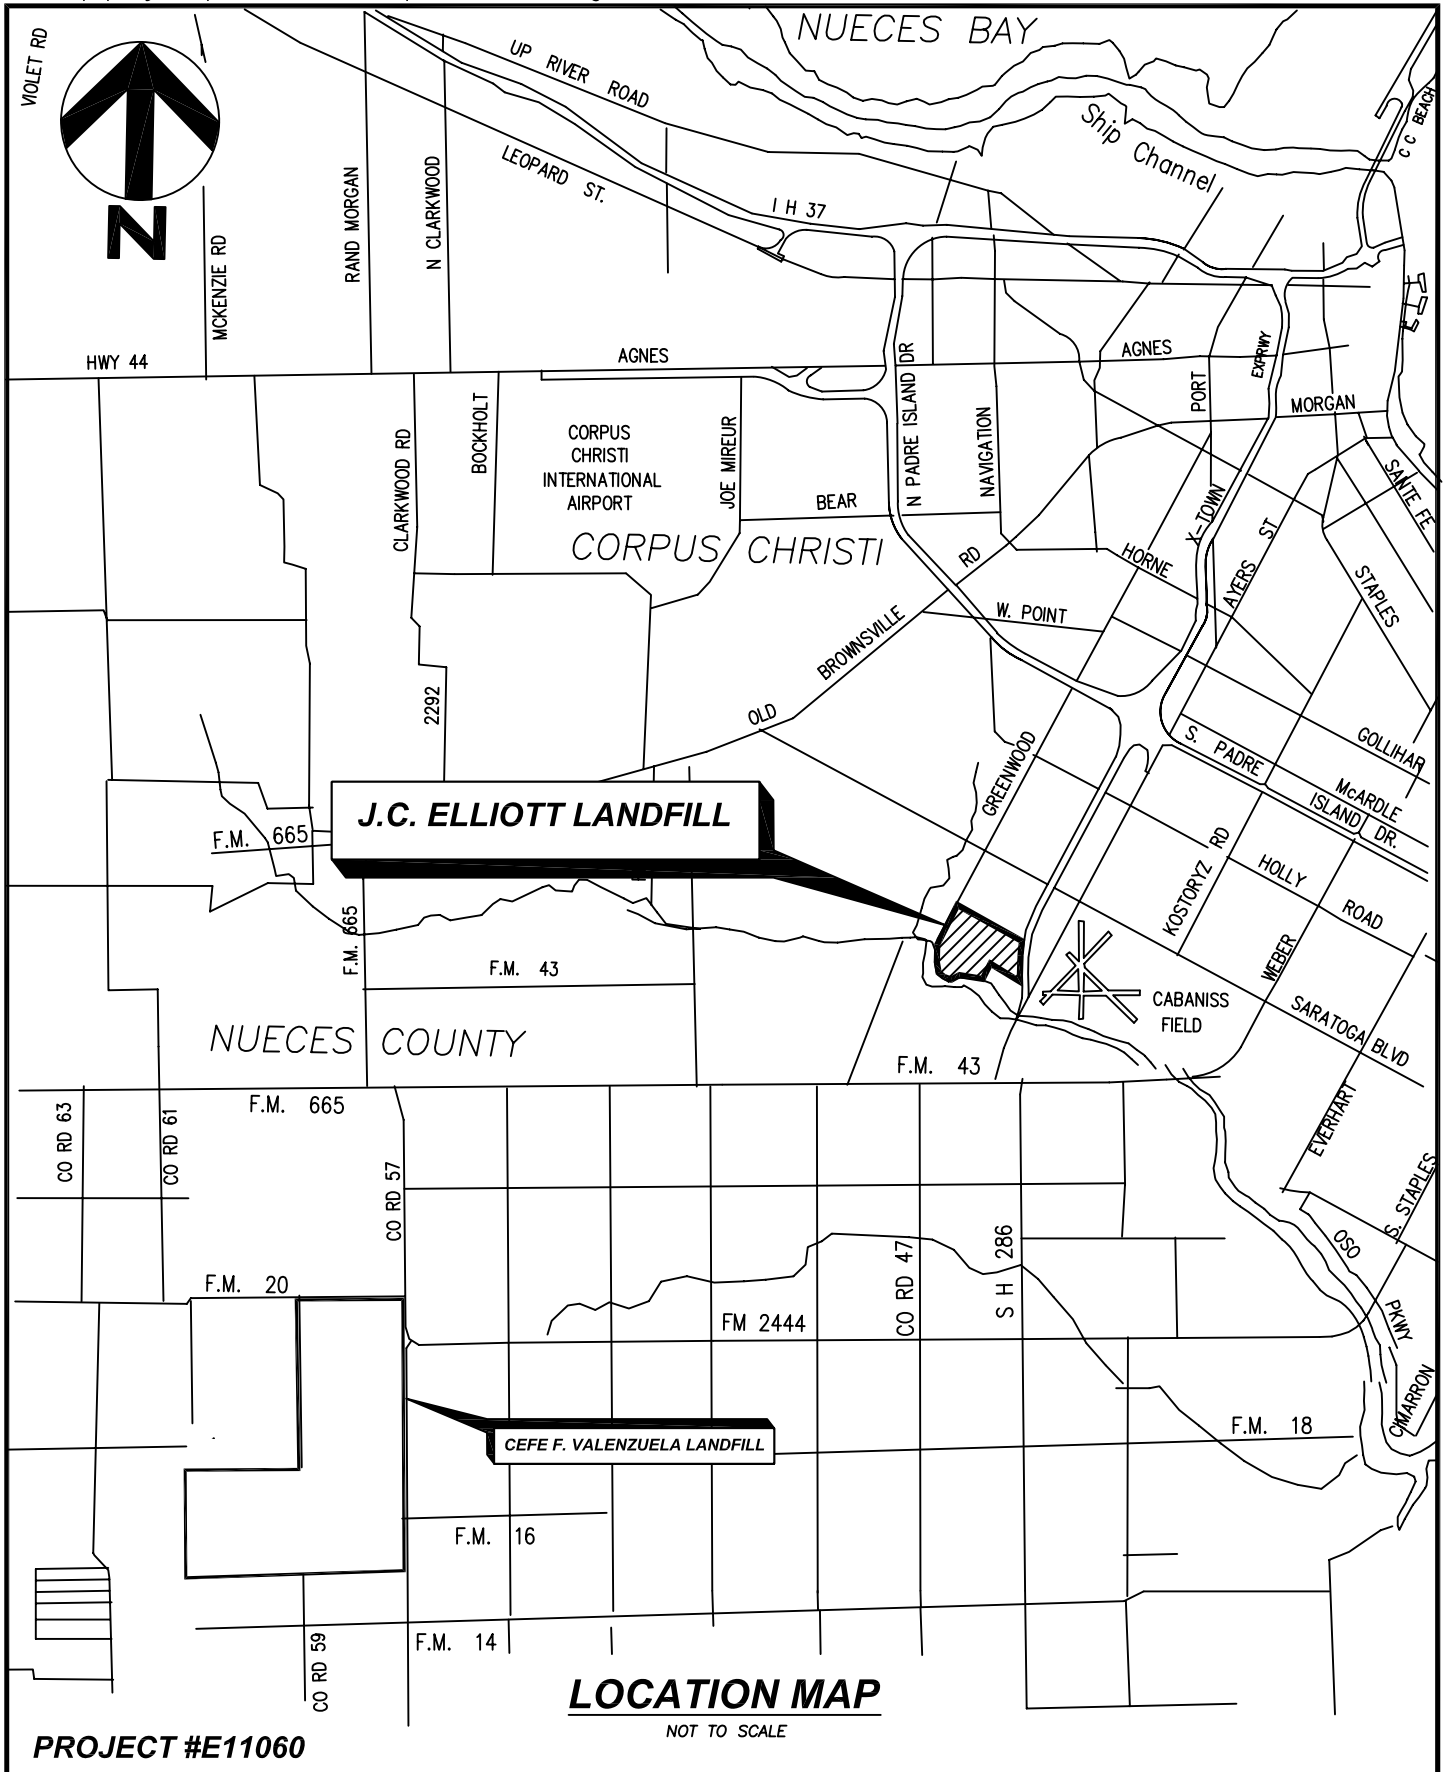 NUECES BAY
VIOLET RD
UP RIVER ROAD
C C BEACH
Ship Channel
LEOPARD ST.
I H 37
N
MCKENZIE RD
RAND MORGAN
N CLARKWOOD
HWY 44
AGNES
AGNES
N PADRE ISLAND DR
EXPRWY
PORT
MORGAN
CLARKWOOD RD
BOCKHOLT
CORPUS
CHRISTI
INTERNATIONAL
AIRPORT
JOE MIREUR
NAVIGATION
BEAR
SANTE FE
X-TOWN
CORPUS CHRISTI
OLD BROWNSVILLE RD
HORNE
AYERS ST
STAPLES
W. POINT
2292
GREENWOOD
S. PADRE ISLAND DR.
GOLLIHAR
McARDLE
J.C. ELLIOTT LANDFILL
F.M. 665
KOSTORYZ RD
HOLLY ROAD
F.M. 665
F.M. 43
WEBER
CABANISS
FIELD
SARATOGA BLVD
NUECES COUNTY
F.M. 43
F.M. 665
CO RD 63
CO RD 61
CO RD 57
EVERHART
S. STAPLES
OSO PKWY
CO RD 47
S H 286
F.M. 20
FM 2444
CIMARRON
F.M. 18
CEFE F. VALENZUELA LANDFILL
F.M. 16
F.M. 14
CO RD 59
LOCATION MAP
NOT TO SCALE
PROJECT #E11060